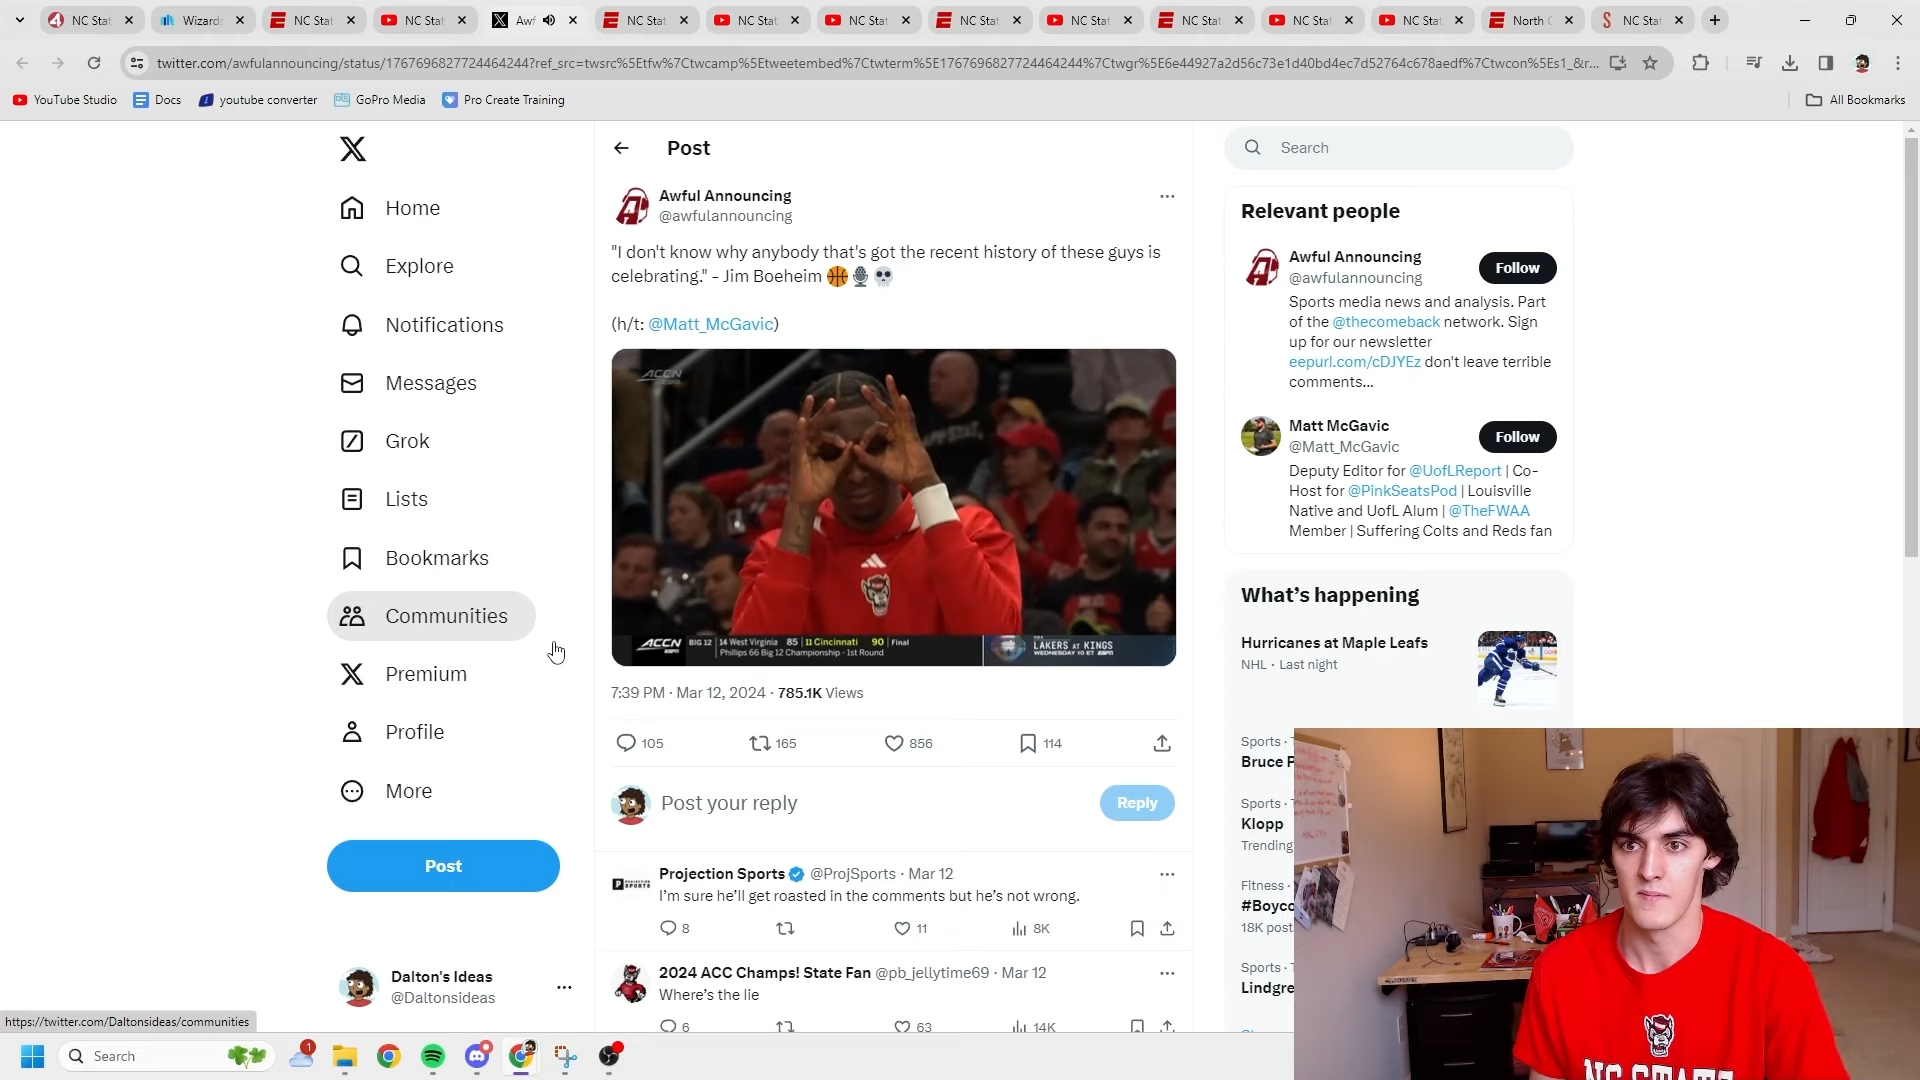 NC Stat
Wizard
NC Stat
NC Stat
Awf
NC Stat
NC Stat
NC Stat
NC Stat
NC Stat
NC Stat
NC Stat
NC Stat
North C
NC Stat
twitter.com/awfulannouncing/status/1767696827724464244?ref_src=twsrc%5Etfw%7Ctwcamp%5Etweetembed%7Ctwterm%5E1767696827724464244%7Ctwgr%5E6e44927a2d56c73e1d40bd4ec7d52764c678aedf%7Ctwcon%5Es1_&r...
YouTube Studio
Docs
youtube converter
GoPro Media
Pro Create Training
All Bookmarks
Home
Explore
Notifications
Messages
Grok
Lists
Bookmarks
Communities
Premium
Profile
More
Post
Dalton's Ideas
@Daltonsideas
https://twitter.com/Daltonsideas/communities
Post
Awful Announcing
@awfulannouncing
"I don't know why anybody that's got the recent history of these guys is
celebrating." - Jim Boeheim 🏀🎙️💀
(h/t: @Matt_McGavic)
ACCN
ACCN
BIG 12
14 West Virginia 85 11 Cincinnati 90 Final
Phillips 66 Big 12 Championship - 1st Round
LAKERS AT KINGS
WEDNESDAY 10 ET ESPN
7:39 PM · Mar 12, 2024 · 785.1K Views
105
165
856
114
Post your reply
Reply
Projection Sports @ProjSports · Mar 12
I'm sure he'll get roasted in the comments but he's not wrong.
8
11
8K
2024 ACC Champs! State Fan @pb_jellytime69 · Mar 12
Where's the lie
6
63
14K
Search
Relevant people
Awful Announcing
@awfulannouncing
Follow
Sports media news and analysis. Part
of the @thecomeback network. Sign
up for our newsletter
eepurl.com/cDJYEz don't leave terrible
comments...
Matt McGavic
@Matt_McGavic
Follow
Deputy Editor for @UofLReport | Co-
Host for @PinkSeatsPod | Louisville
Native and UofL Alum | @TheFWAA
Member | Suffering Colts and Reds fan
What's happening
Hurricanes at Maple Leafs
NHL · Last night
Sports ·
Bruce P
Sports ·
Klopp
Trending
Fitness ·
#Boyco
18K post
Sports ·
Lindgre
NC STATE
Search
1